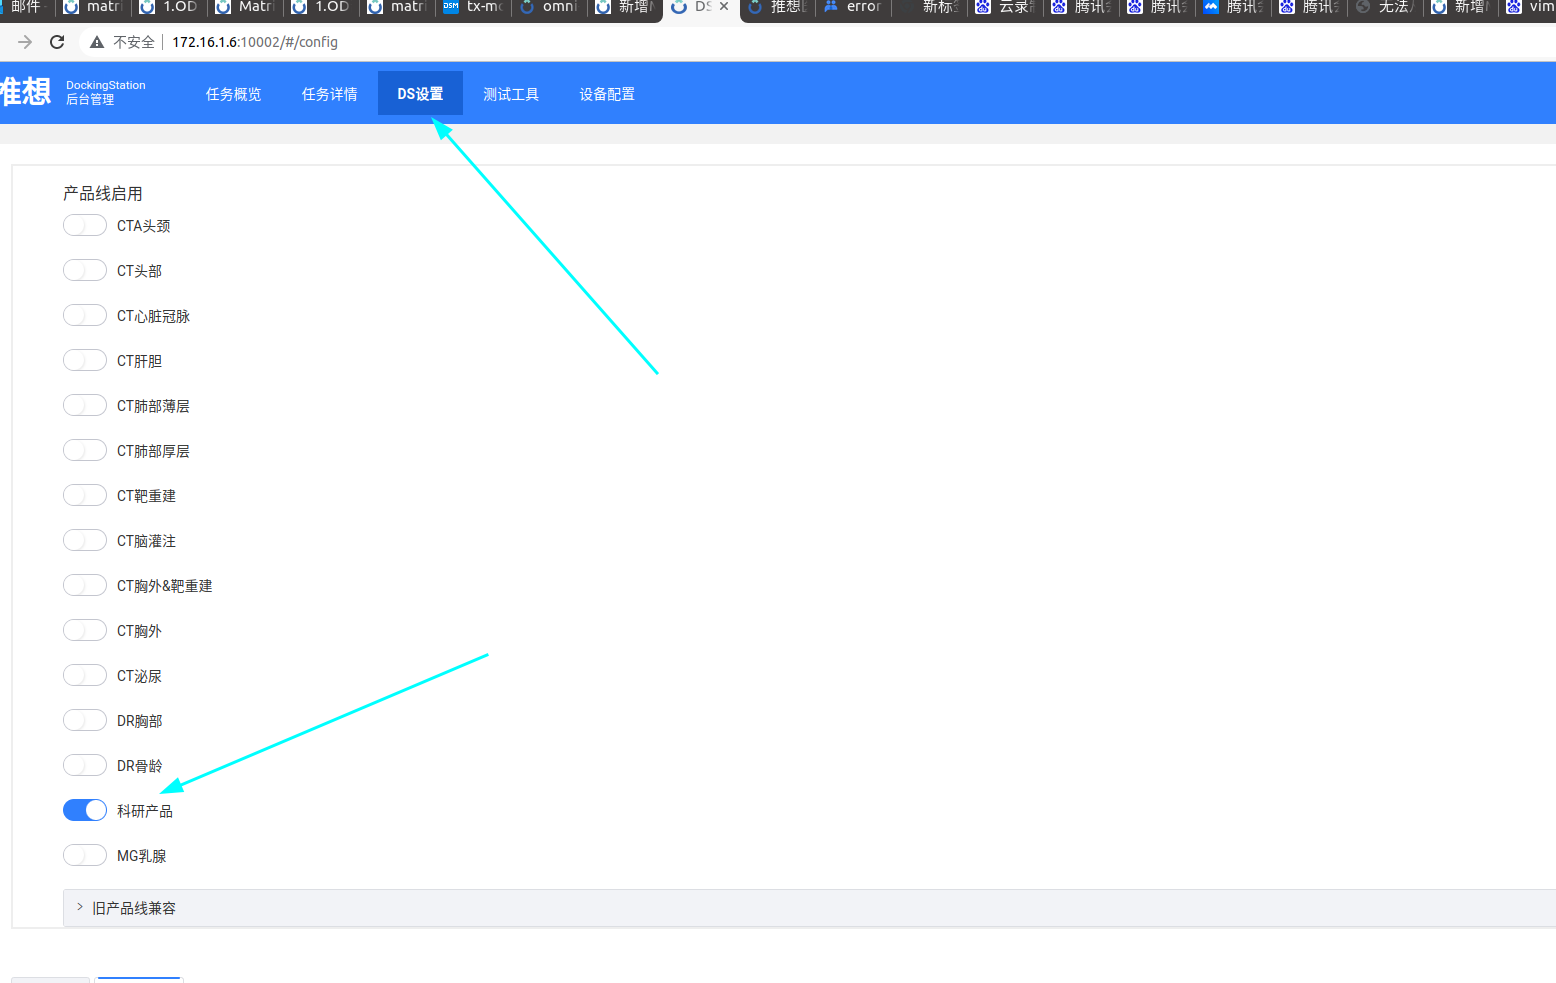 邮件 matri 1.OD Matri 1.OD matri DSM tx-mo omni 新增 DS × 推想 error 新标 云录 腾讯 腾讯 腾讯 腾讯 无法 新增 vim
不安全 172.16.1.6:10002/#/config
推想 DockingStation
后台管理
任务概览 任务详情 DS设置 测试工具 设备配置
产品线启用
CTA头颈
CT头部
CT心脏冠脉
CT肝胆
CT肺部薄层
CT肺部厚层
CT靶重建
CT脑灌注
CT胸外&靶重建
CT胸外
CT泌尿
DR胸部
DR骨龄
科研产品
MG乳腺
旧产品线兼容